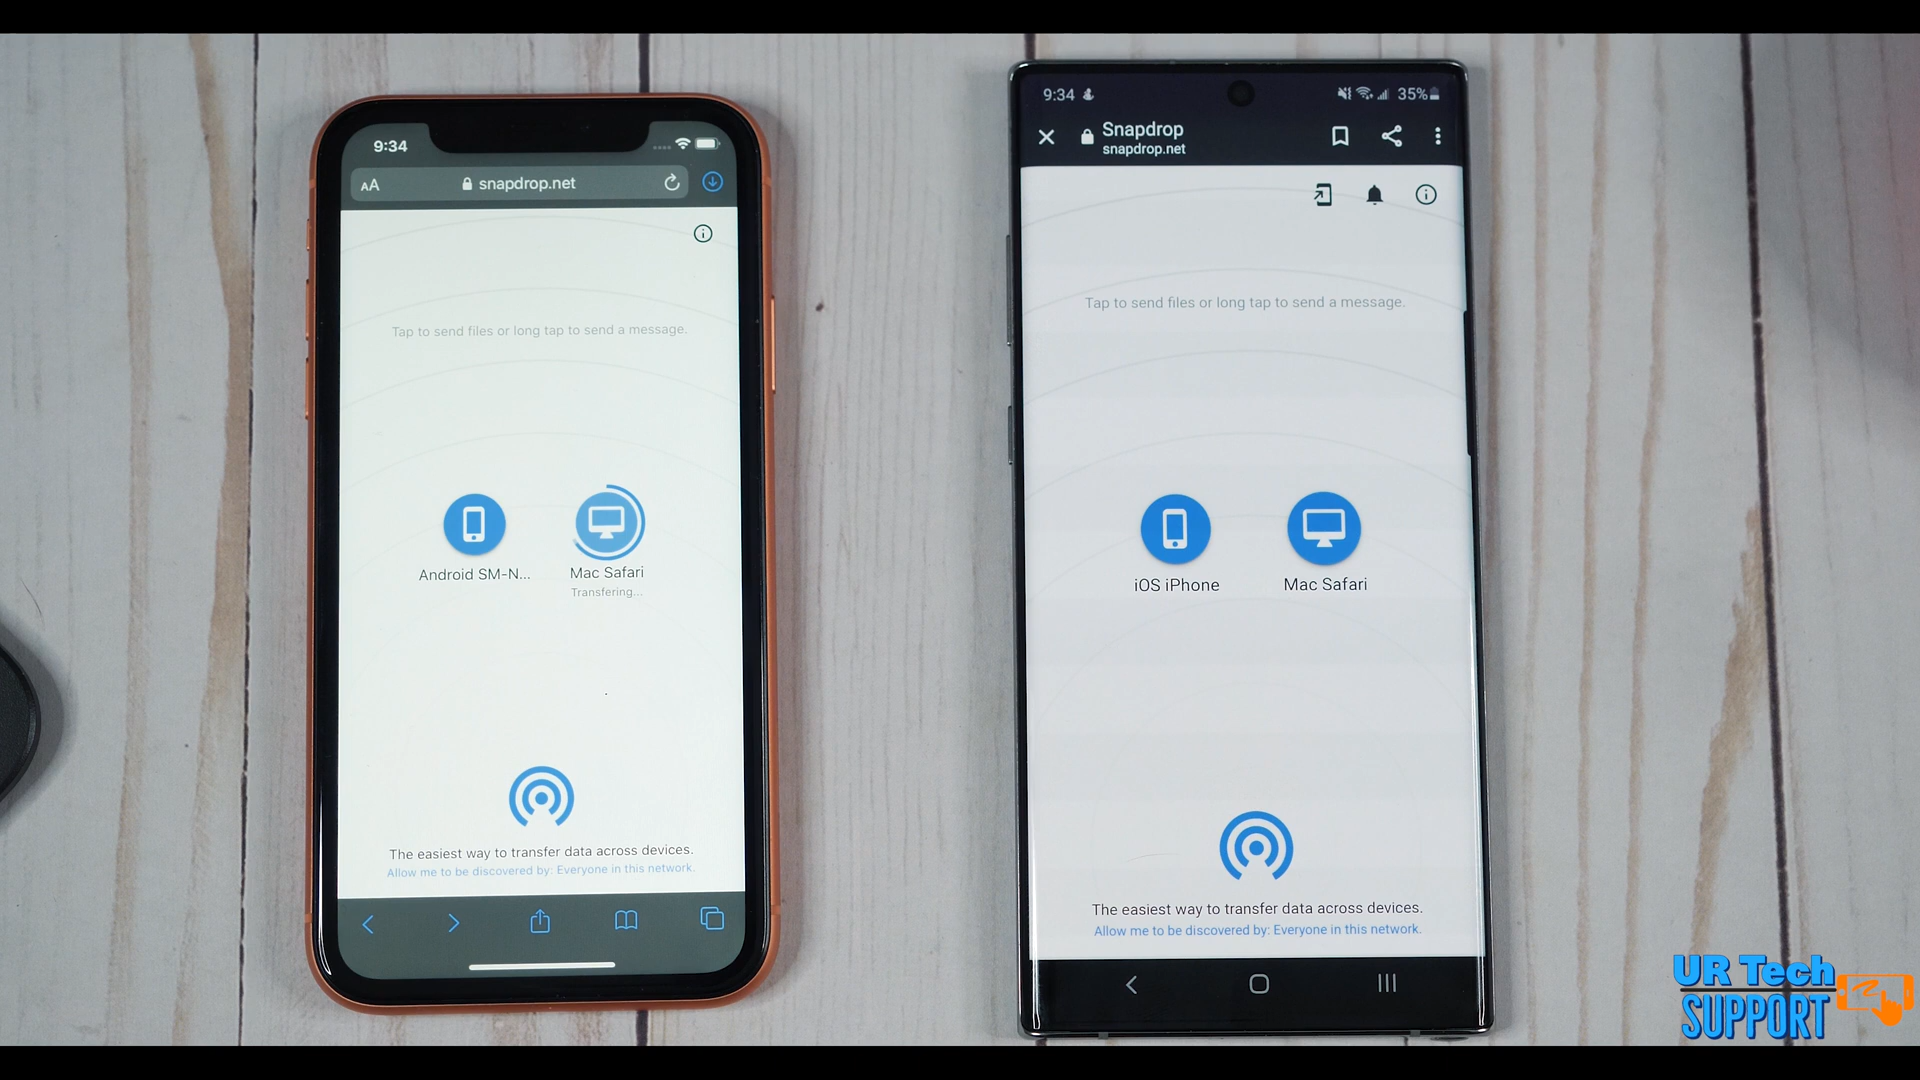 9:34
AA
snapdrop.net
Tap to send files or long tap to send a message.
Android SM-N...
Mac Safari
Transfering...
The easiest way to transfer data across devices.
Allow me to be discovered by: Everyone in this network.
9:34
35%
Snapdrop
snapdrop.net
Tap to send files or long tap to send a message.
iOS iPhone
Mac Safari
The easiest way to transfer data across devices.
Allow me to be discovered by: Everyone in this network.
UR Tech
SUPPORT